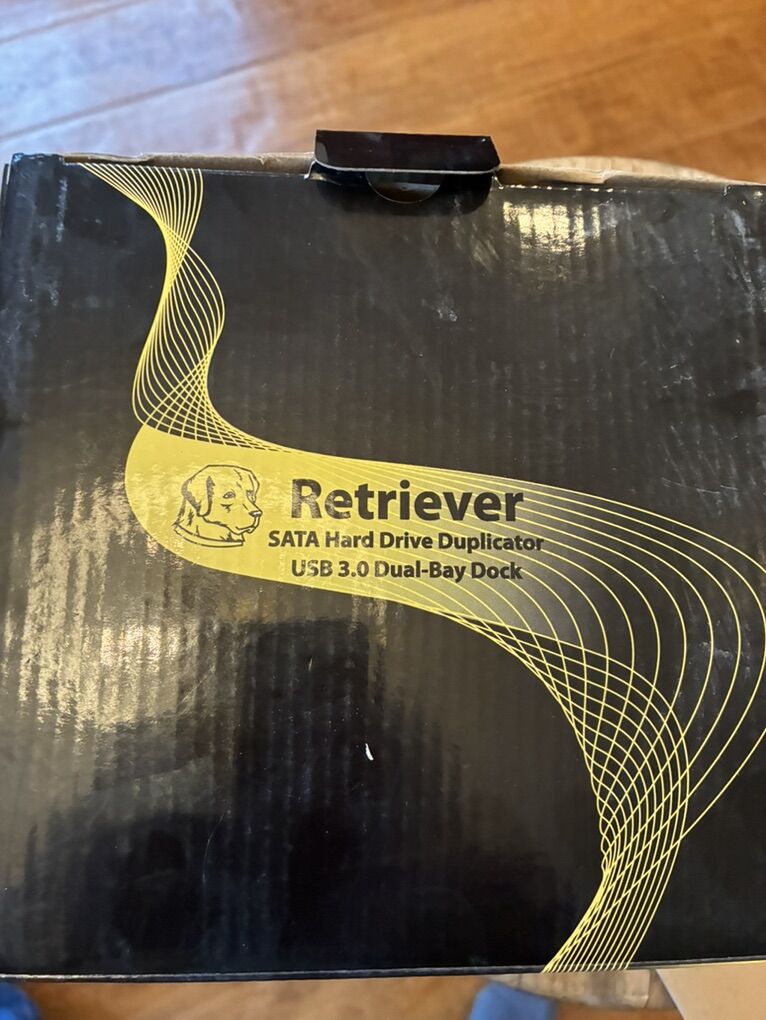 Retriever
SATA Hard Drive Duplicator
USB 3.0 Dual-Bay Dock